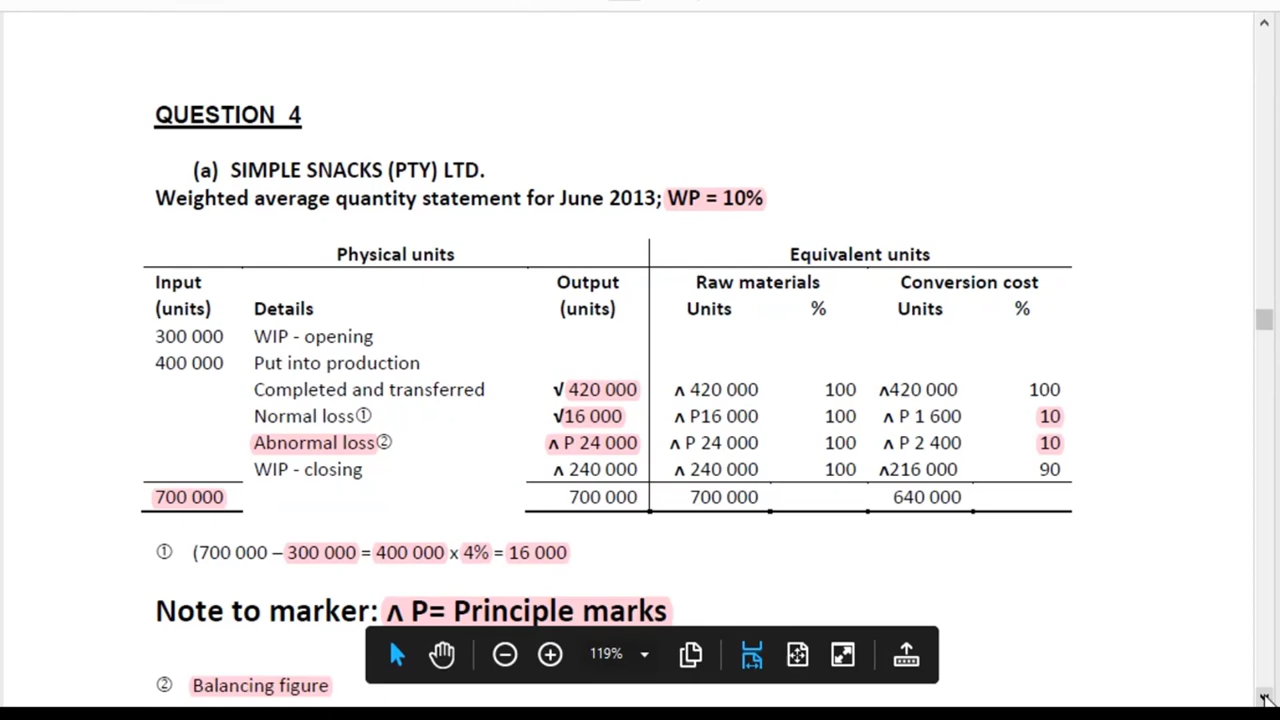 QUESTION 4
(a) SIMPLE SNACKS (PTY) LTD.
Weighted average quantity statement for June 2013; WP = 10%
Physical units Equivalent units
Input Output Raw materials Conversion cost
(units) Details (units) Units % Units %
300 000 WIP - opening
400 000 Put into production
Completed and transferred √ 420 000 ʌ 420 000 100 ʌ420 000 100
Normal loss① √16 000 ʌ P16 000 100 ʌ P 1 600 10
Abnormal loss② ʌ P 24 000 ʌ P 24 000 100 ʌ P 2 400 10
WIP - closing ʌ 240 000 ʌ 240 000 100 ʌ216 000 90
700 000 700 000 700 000 640 000
① (700 000 – 300 000 = 400 000 x 4% = 16 000
Note to marker: ʌ P= Principle marks
119%
② Balancing figure